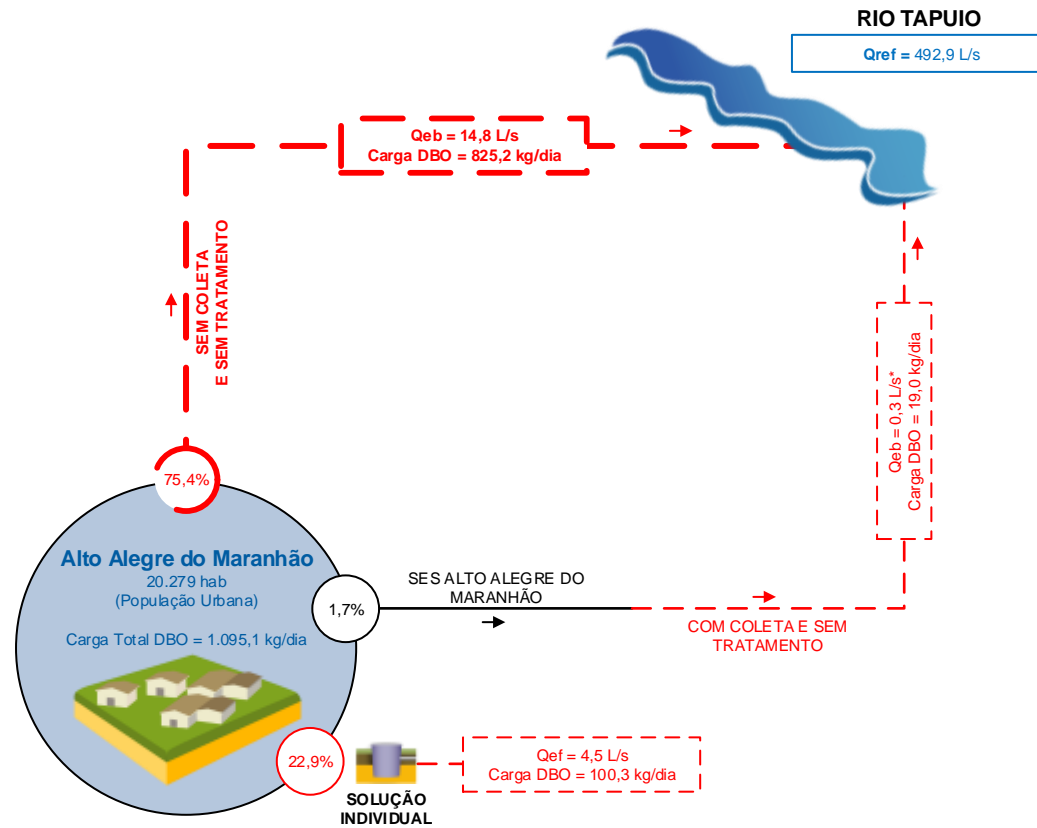 RIO TAPUIO
Qref = 492,9 L/s
Qeb = 14,8 L/s
Carga DBO = 825,2 kg/dia
SEM COLETA
E SEM TRATAMENTO
Qeb = 0,3 L/s*
Carga DBO = 19,0 kg/dia
75,4%
Alto Alegre do Maranhão
20.279 hab
(População Urbana)
Carga Total DBO = 1.095,1 kg/dia
1,7%
SES ALTO ALEGRE DO
MARANHÃO
COM COLETA E SEM
TRATAMENTO
22,9%
SOLUÇÃO
INDIVIDUAL
Qef = 4,5 L/s
Carga DBO = 100,3 kg/dia